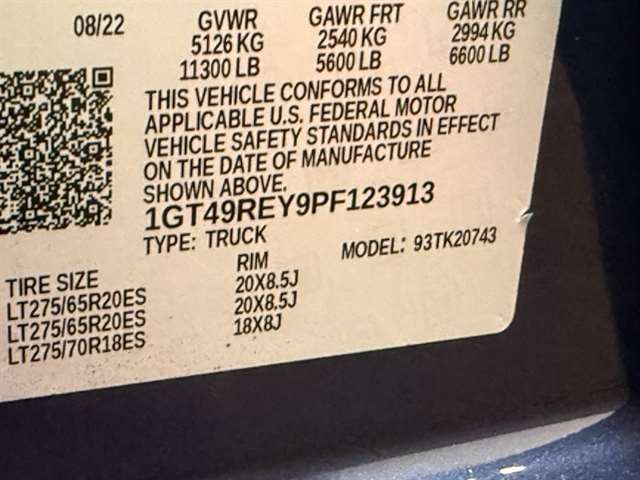 08/22 GVWR GAWR FRT GAWR RR
5126 KG 2540 KG 2994 KG
11300 LB 5600 LB 6600 LB
THIS VEHICLE CONFORMS TO ALL
APPLICABLE U.S. FEDERAL MOTOR
VEHICLE SAFETY STANDARDS IN EFFECT
ON THE DATE OF MANUFACTURE
SHOWN ABOVE.
1GT49REY9PF123913
TYPE: TRUCK MODEL: 93TK20743
TIRE SIZE RIM
LT275/65R20ES 20X8.5J
LT275/65R20ES 20X8.5J
LT275/70R18ES 18X8J